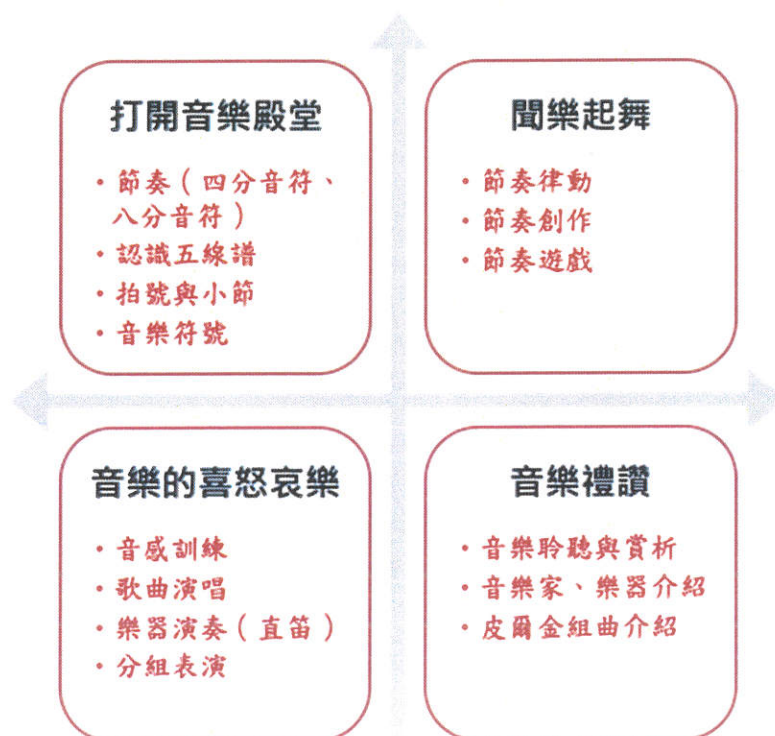 打開音樂殿堂
・節奏（四分音符、
八分音符）
・認識五線譜
・拍號與小節
・音樂符號
聞樂起舞
・節奏律動
・節奏創作
・節奏遊戲
音樂的喜怒哀樂
・音感訓練
・歌曲演唱
・樂器演奏（直笛）
・分組表演
音樂禮讚
・音樂聆聽與賞析
・音樂家、樂器介紹
・皮爾金組曲介紹